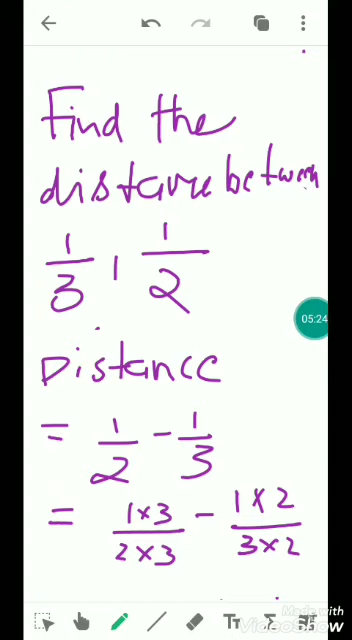 Find the
distance between
1/3 , 1/2
05:24
Distance
= 1/2 - 1/3
= 1×3/2×3 - 1×2/3×2
Made with
VideoShow